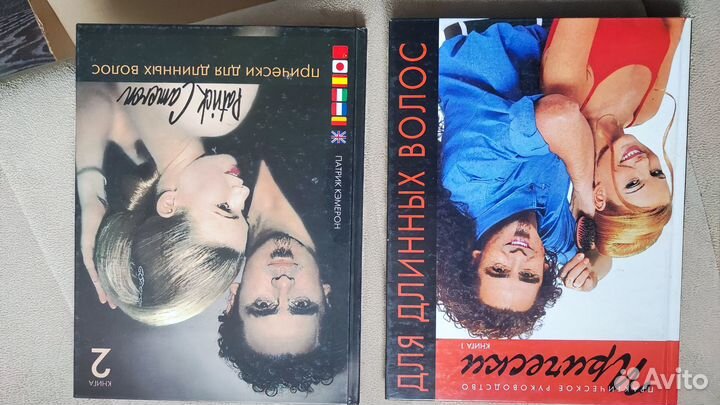 ПРИЧЕСКИ ДЛЯ ДЛИННЫХ ВОЛОС
Patrick Cameron
ПАТРИК КЭМЕРОН
КНИГА
2
ПРАКТИЧЕСКОЕ РУКОВОДСТВО
Прически
КНИГА 1
ДЛЯ ДЛИННЫХ ВОЛОС
Avito